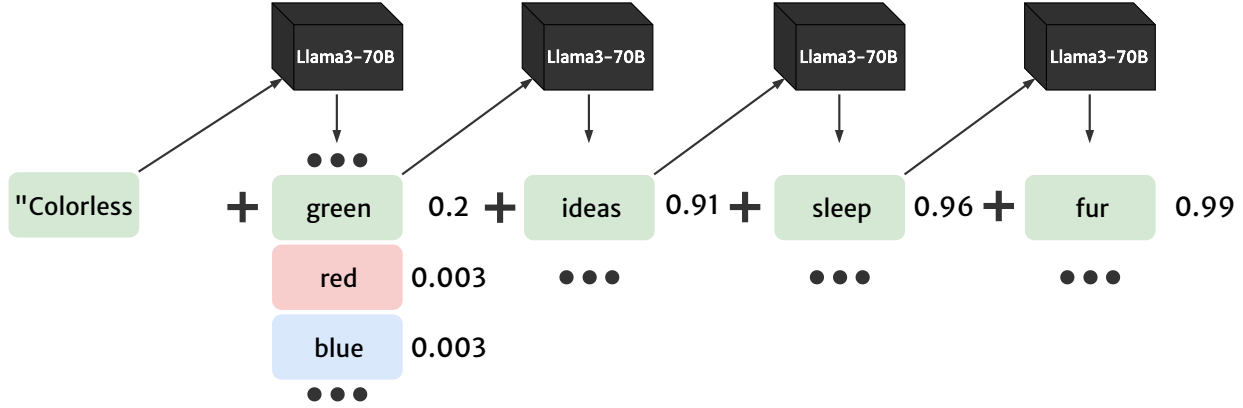 Llama3-70B Llama3-70B Llama3-70B Llama3-70B
"Colorless + green 0.2 + ideas 0.91 + sleep 0.96 + fur 0.99
red 0.003
blue 0.003